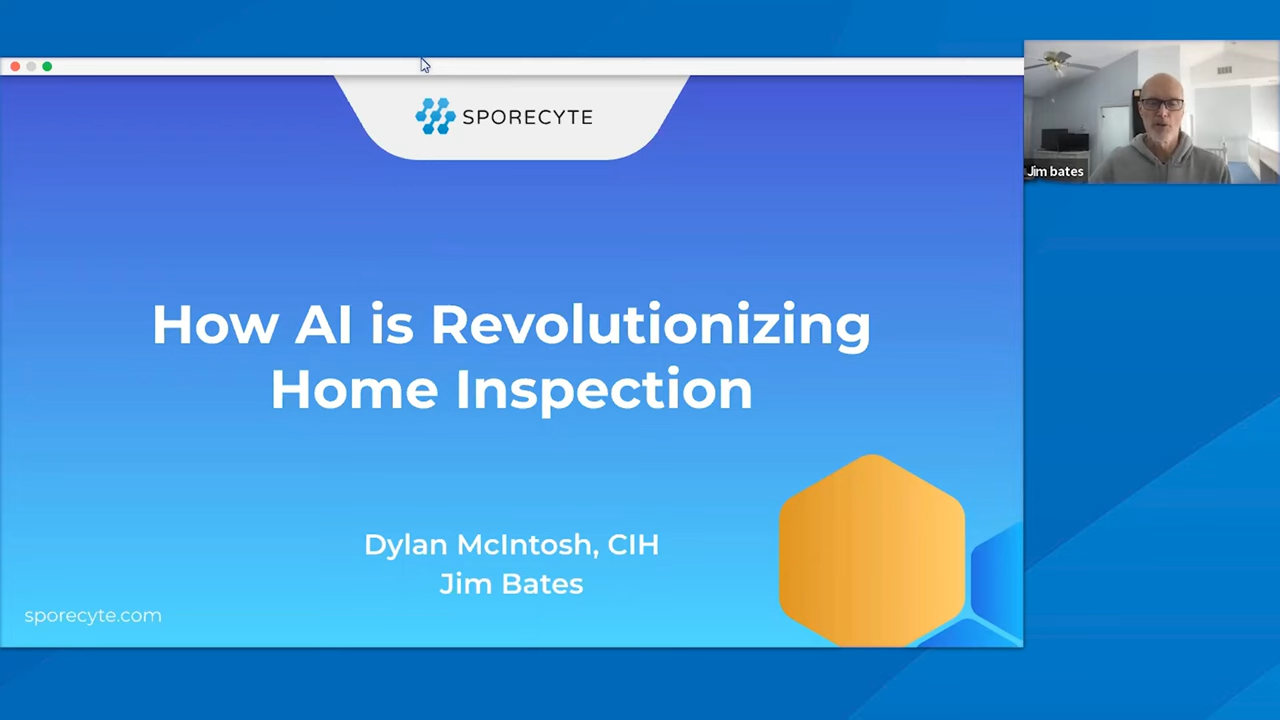 SPORECYTE
How AI is Revolutionizing
Home Inspection
Dylan McIntosh, CIH
Jim Bates
sporecyte.com
Jim bates